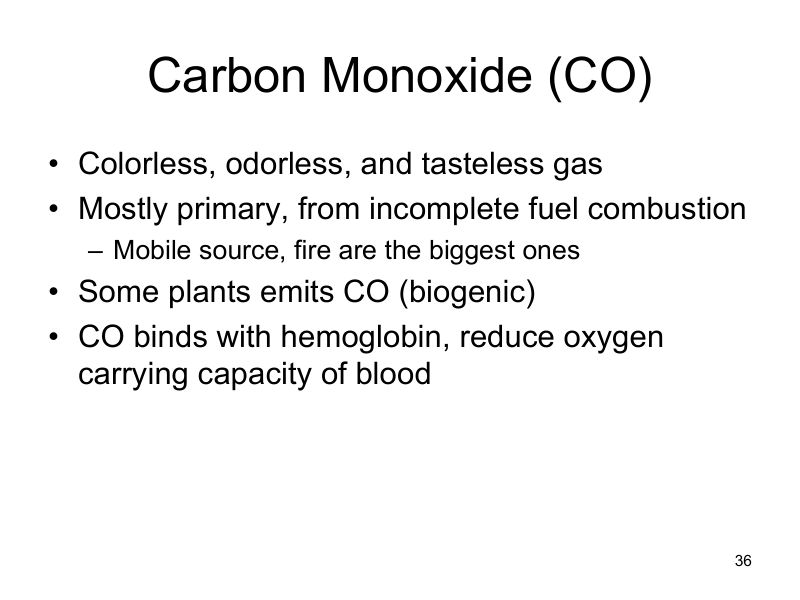 Carbon Monoxide (CO)
• Colorless, odorless, and tasteless gas
• Mostly primary, from incomplete fuel combustion
– Mobile source, fire are the biggest ones
• Some plants emits CO (biogenic)
• CO binds with hemoglobin, reduce oxygen
carrying capacity of blood
36